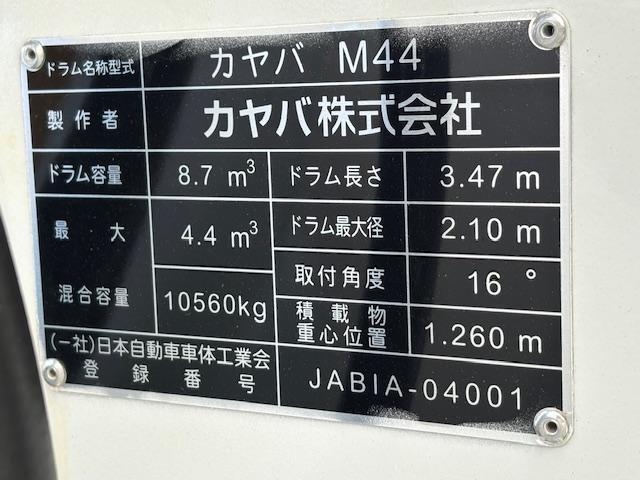 ドラム名称型式 カヤバ M44
製作者 カヤバ株式会社
ドラム容量 8.7 m³ ドラム長さ 3.47 m
最大 4.4 m³ ドラム最大径 2.10 m
混合容量 10560kg 取付角度 16 °
積載物
重心位置 1.260 m
(一社)日本自動車車体工業会
登録番号 JABIA-04001